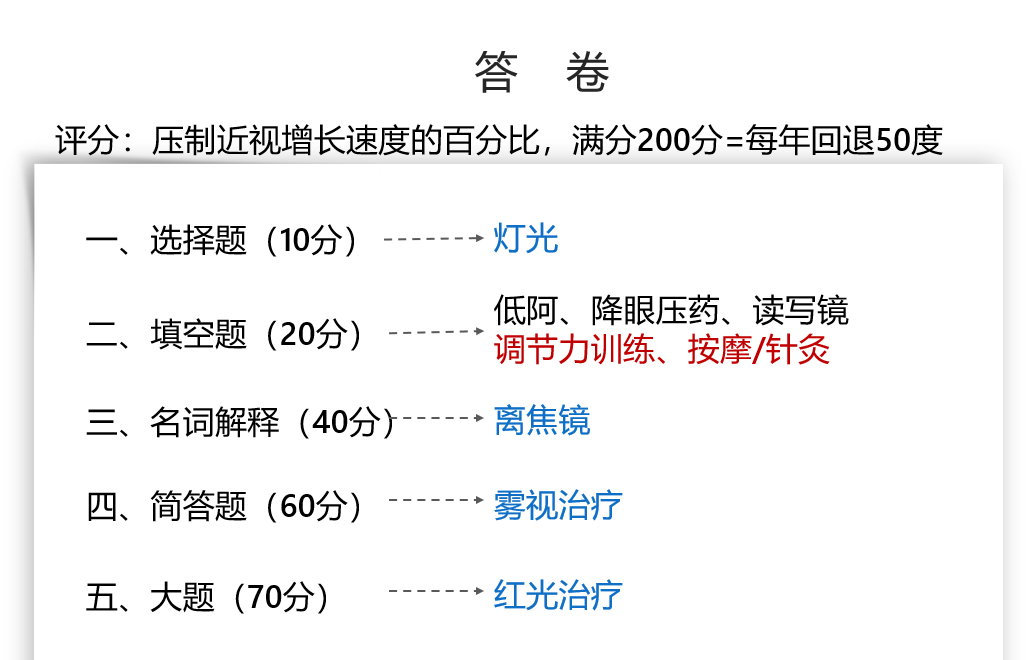 答 卷
评分：压制近视增长速度的百分比，满分200分=每年回退50度
一、选择题（10分） 灯光
二、填空题（20分） 低阿、降眼压药、读写镜
调节力训练、按摩/针灸
三、名词解释（40分） 离焦镜
四、简答题（60分） 雾视治疗
五、大题（70分） 红光治疗